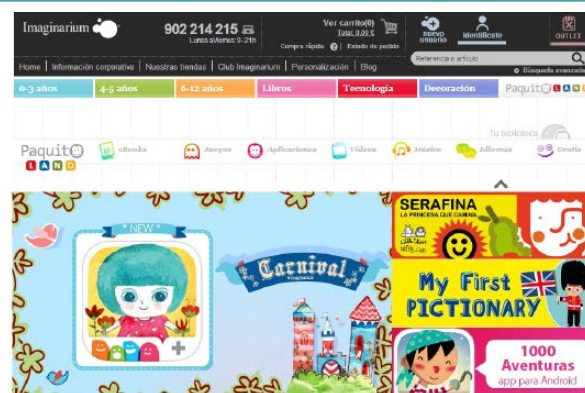 Imaginarium
902 214 215
Lunes a Viernes: 9-21h
Ver carrito(0)
Total: 0,00 €
Compra rápida
Estado de pedido
nuevo
usuario
Identifícate
OUTLET
Home | Información corporativa | Nuestras tiendas | Club Imaginarium | Personalización | Blog
Referencia o artículo
Búsqueda avanzada
0-3 años
4-5 años
6-12 años
Libros
Tecnología
Decoración
Paquito LAND
Tu biblioteca
Paquito
LAND
eBooks
Juegos
Aplicaciones
Vídeos
Música
Idiomas
Gratis
* NEW *
Carnival
SERAFINA
LA PRINCESA QUE CAMINA
My First
PICTIONARY
1000
Aventuras
app para Android